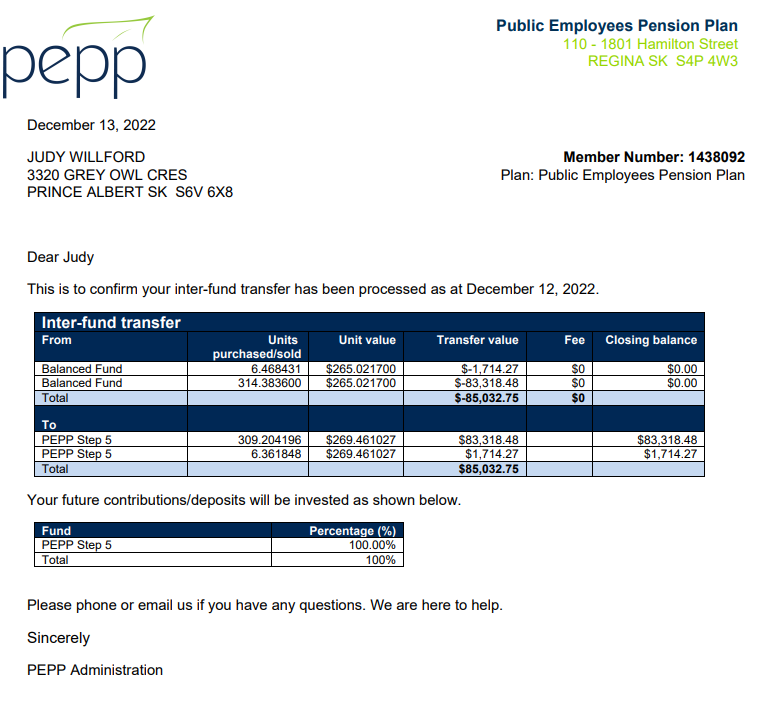 pepp
Public Employees Pension Plan
110 - 1801 Hamilton Street
REGINA SK  S4P 4W3
December 13, 2022
JUDY WILLFORD
3320 GREY OWL CRES
PRINCE ALBERT SK  S6V 6X8
Member Number: 1438092
Plan: Public Employees Pension Plan
Dear Judy
This is to confirm your inter-fund transfer has been processed as at December 12, 2022.
Inter-fund transfer
From Units purchased/sold Unit value Transfer value Fee Closing balance
Balanced Fund 6.468431 $265.021700 $-1,714.27 $0 $0.00
Balanced Fund 314.383600 $265.021700 $-83,318.48 $0 $0.00
Total $-85,032.75 $0
To
PEPP Step 5 309.204196 $269.461027 $83,318.48 $83,318.48
PEPP Step 5 6.361848 $269.461027 $1,714.27 $1,714.27
Total $85,032.75
Your future contributions/deposits will be invested as shown below.
Fund Percentage (%)
PEPP Step 5 100.00%
Total 100%
Please phone or email us if you have any questions. We are here to help.
Sincerely
PEPP Administration